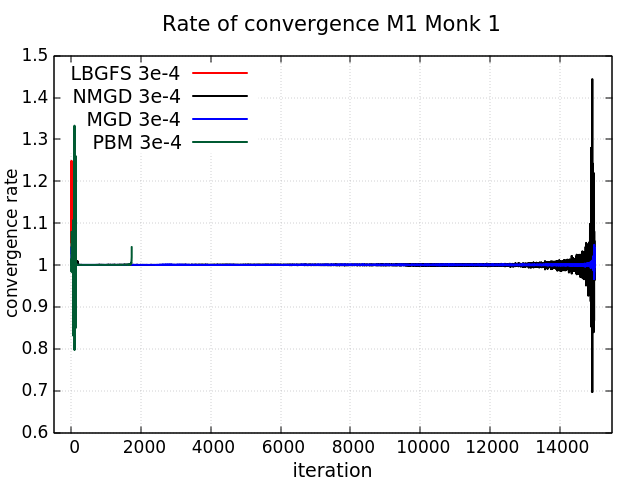 Rate of convergence M1 Monk 1
1.5
1.4
1.3
1.2
1.1
1
0.9
0.8
0.7
0.6
convergence rate
LBGFS 3e-4
NMGD 3e-4
MGD 3e-4
PBM 3e-4
0 2000 4000 6000 8000 10000 12000 14000
iteration